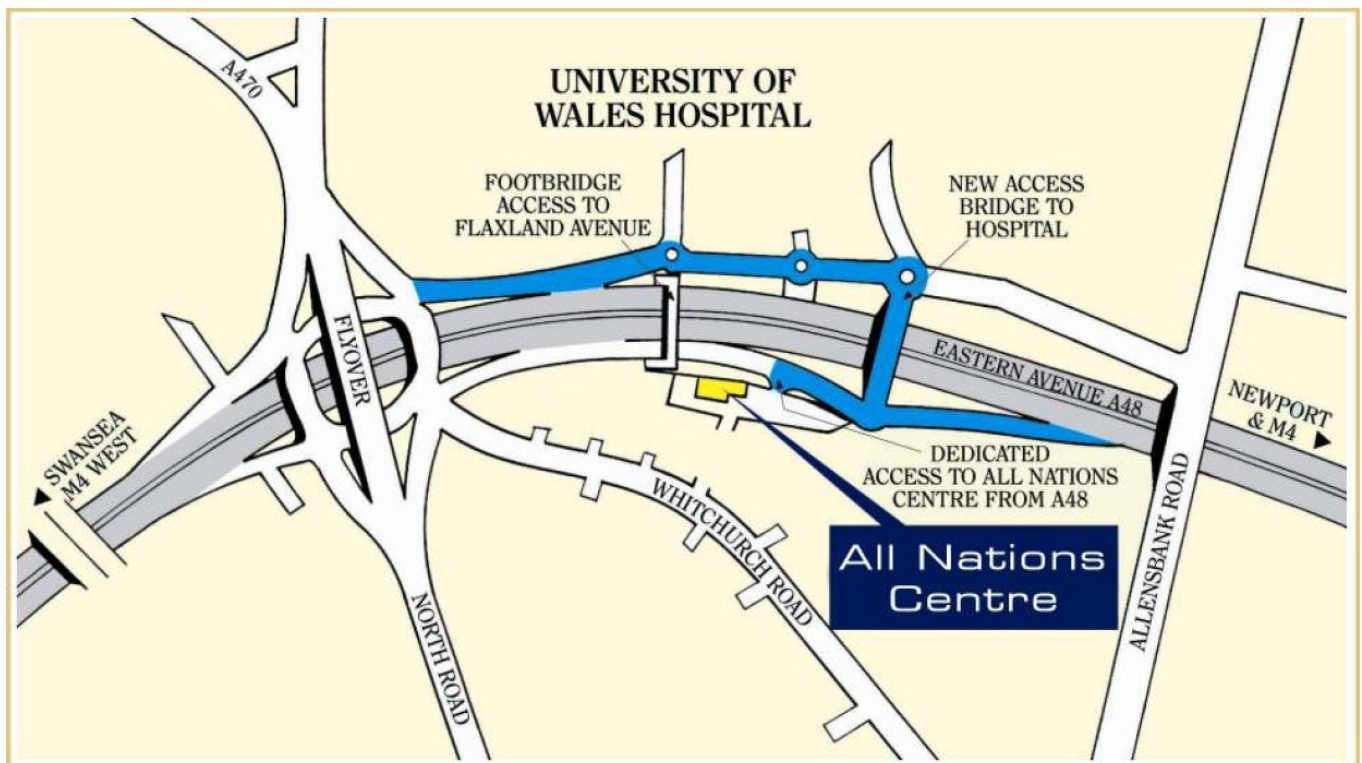 A470
UNIVERSITY OF
WALES HOSPITAL
FOOTBRIDGE
ACCESS TO
FLAXLAND AVENUE
NEW ACCESS
BRIDGE TO
HOSPITAL
FLYOVER
EASTERN AVENUE A48
NEWPORT
& M4
SWANSEA
M4 WEST
DEDICATED
ACCESS TO ALL NATIONS
CENTRE FROM A48
WHITCHURCH ROAD
All Nations
Centre
ALLENSBANK ROAD
NORTH ROAD